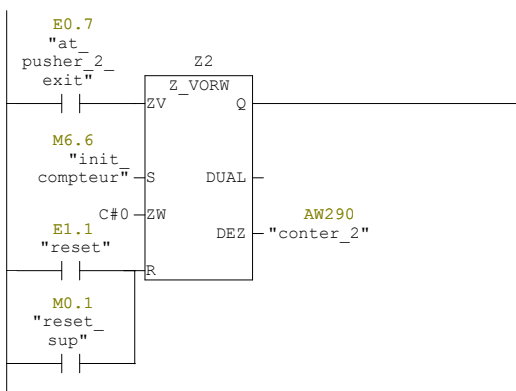 E0.7
"at_
pusher_2_
exit"
Z2
Z_VORW
ZV
Q
M6.6
"init_
compteur"
S
DUAL
C#0
ZW
AW290
DEZ
"conter_2"
E1.1
"reset"
R
M0.1
"reset_
sup"